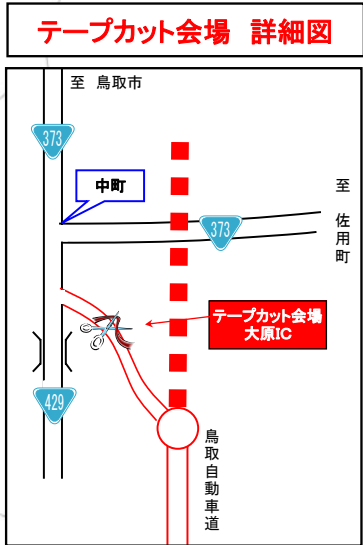 テープカット会場 詳細図
至 鳥取市
373
中町
373
至 佐用町
テープカット会場
大原IC
429
鳥取自動車道